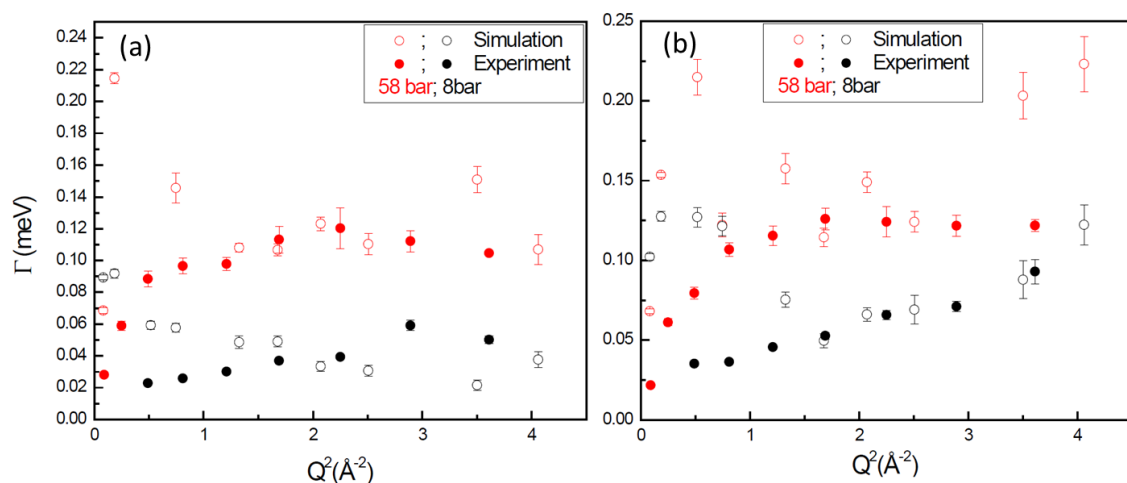 (a)
; Simulation
; Experiment
58 bar; 8bar
0.24
0.22
0.20
0.18
0.16
0.14
0.12
0.10
0.08
0.06
0.04
0.02
0.00
0 1 2 3 4
Γ(meV)
Q²(Å⁻²)
(b)
; Simulation
; Experiment
58 bar; 8bar
0.25
0.20
0.15
0.10
0.05
0.00
0 1 2 3 4
Q²(Å⁻²)